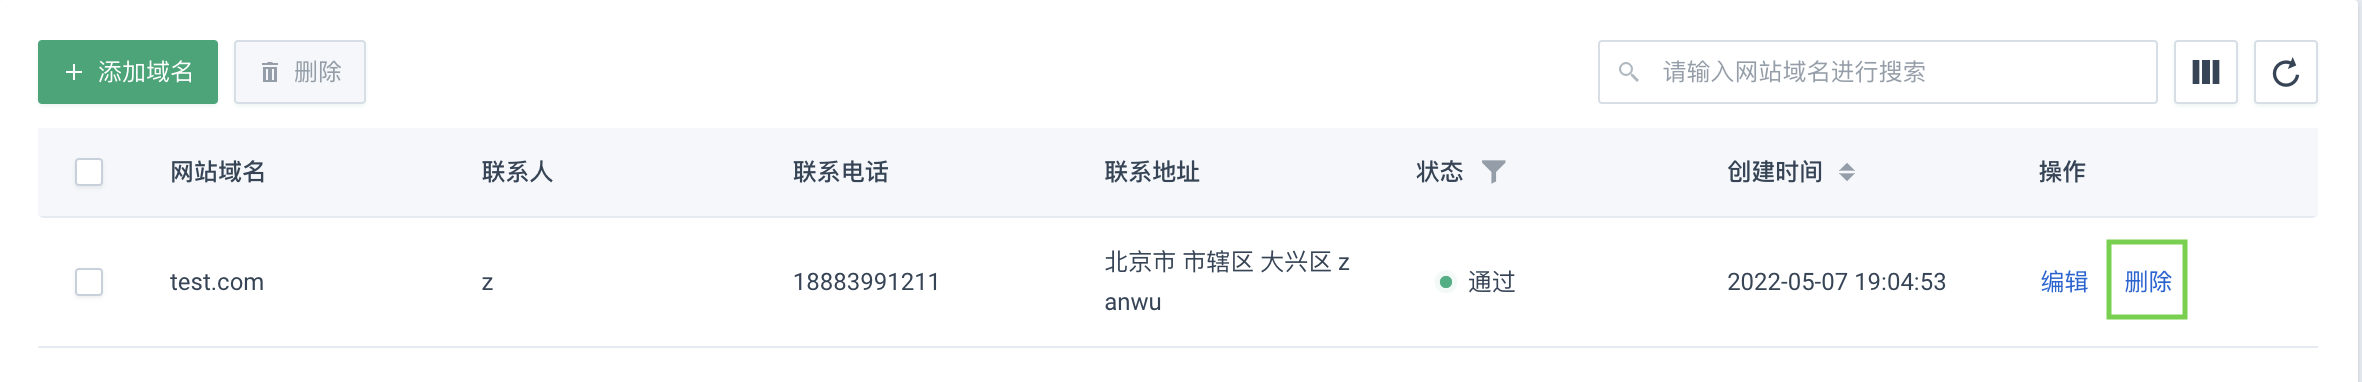 添加域名 删除 请输入网站域名进行搜索
网站域名 联系人 联系电话 联系地址 状态 创建时间 操作
test.com z 18883991211 北京市 市辖区 大兴区 z 通过 2022-05-07 19:04:53 编辑 删除
anwu